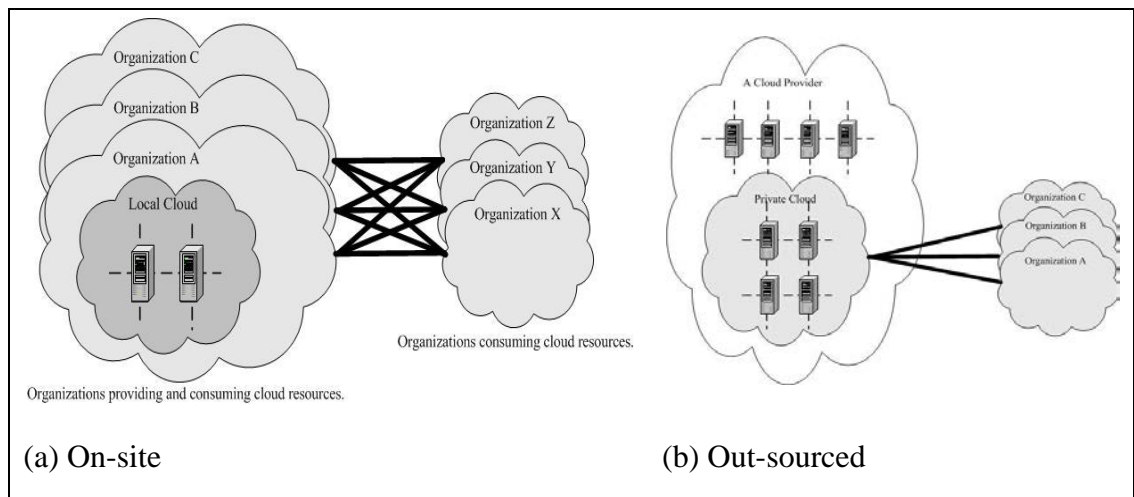 Organization C
Organization B
Organization A
Local Cloud
Organization Z
Organization Y
Organization X
Organizations consuming cloud resources.
Organizations providing and consuming cloud resources.
(a) On-site
A Cloud Provider
Private Cloud
Organization C
Organization B
Organization A
(b) Out-sourced